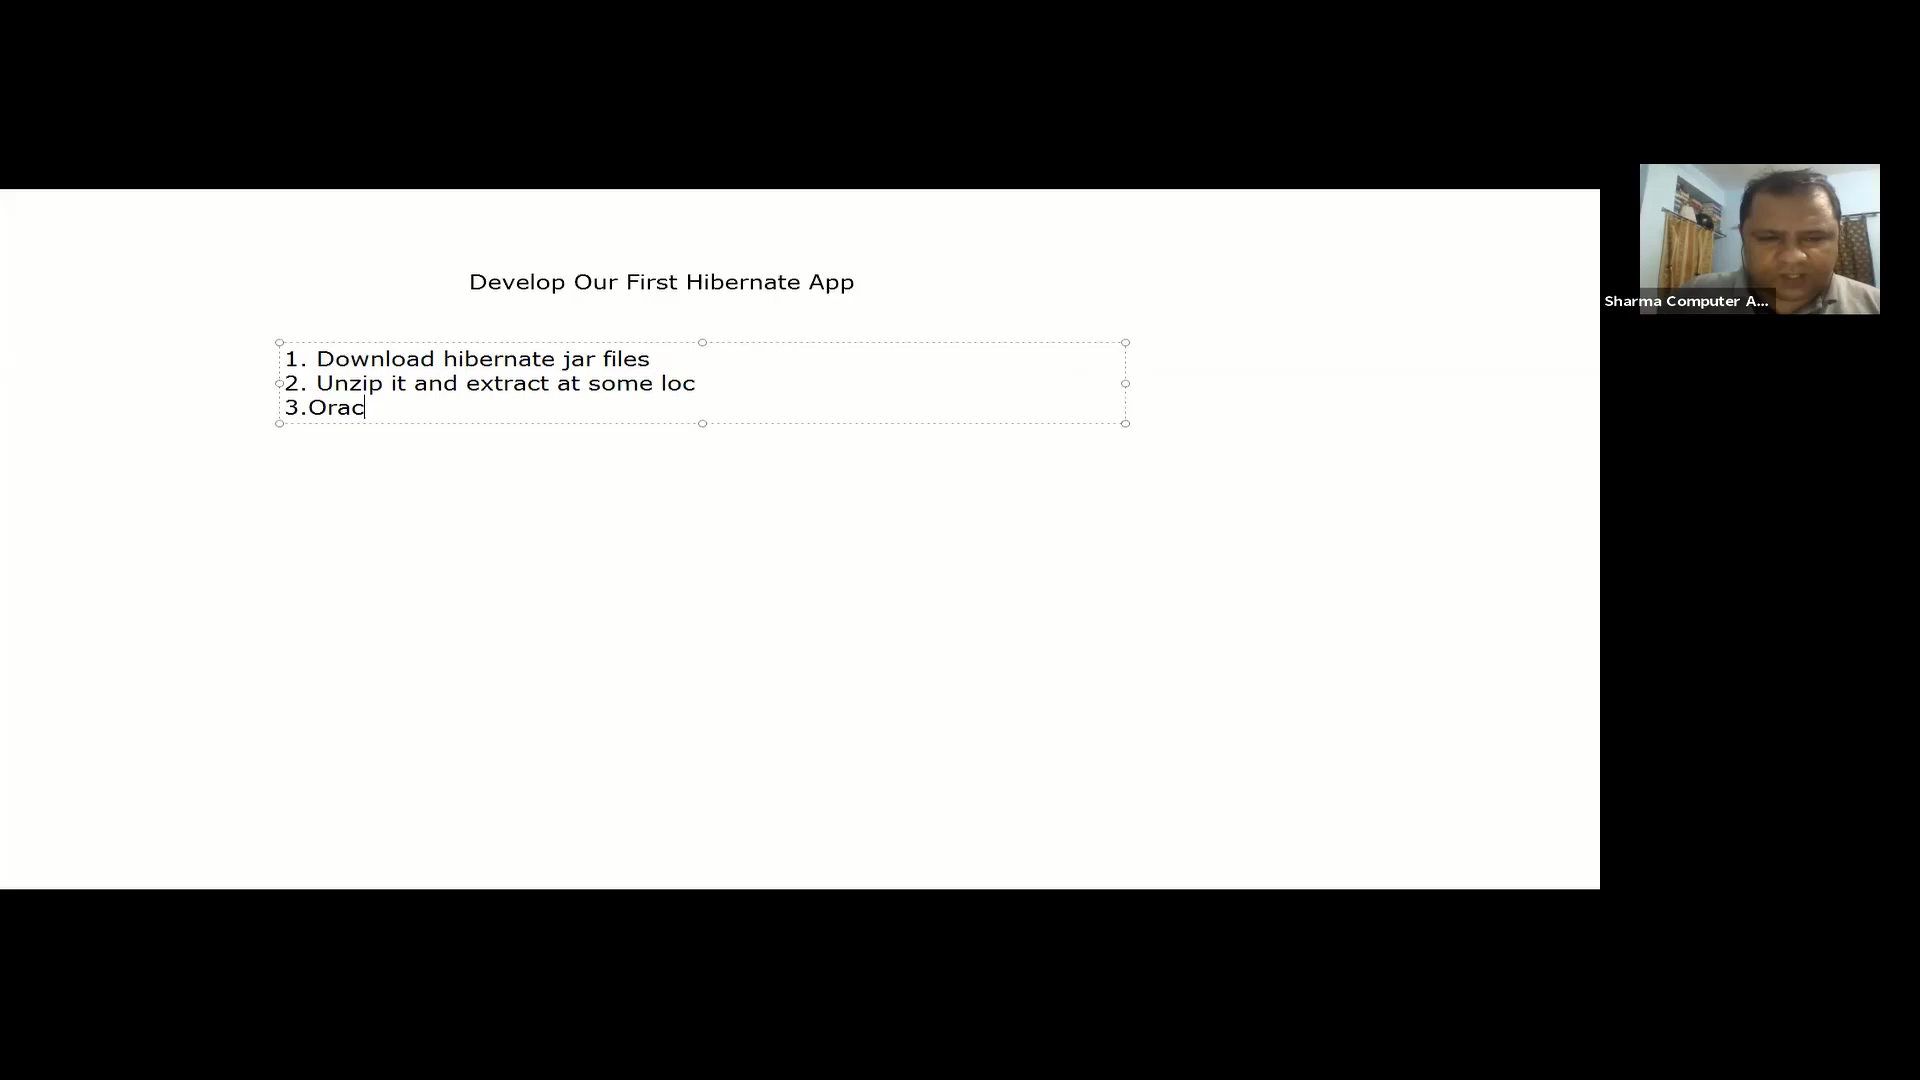 Develop Our First Hibernate App
1. Download hibernate jar files
2. Unzip it and extract at some loc
3.Orac
Sharma Computer A...